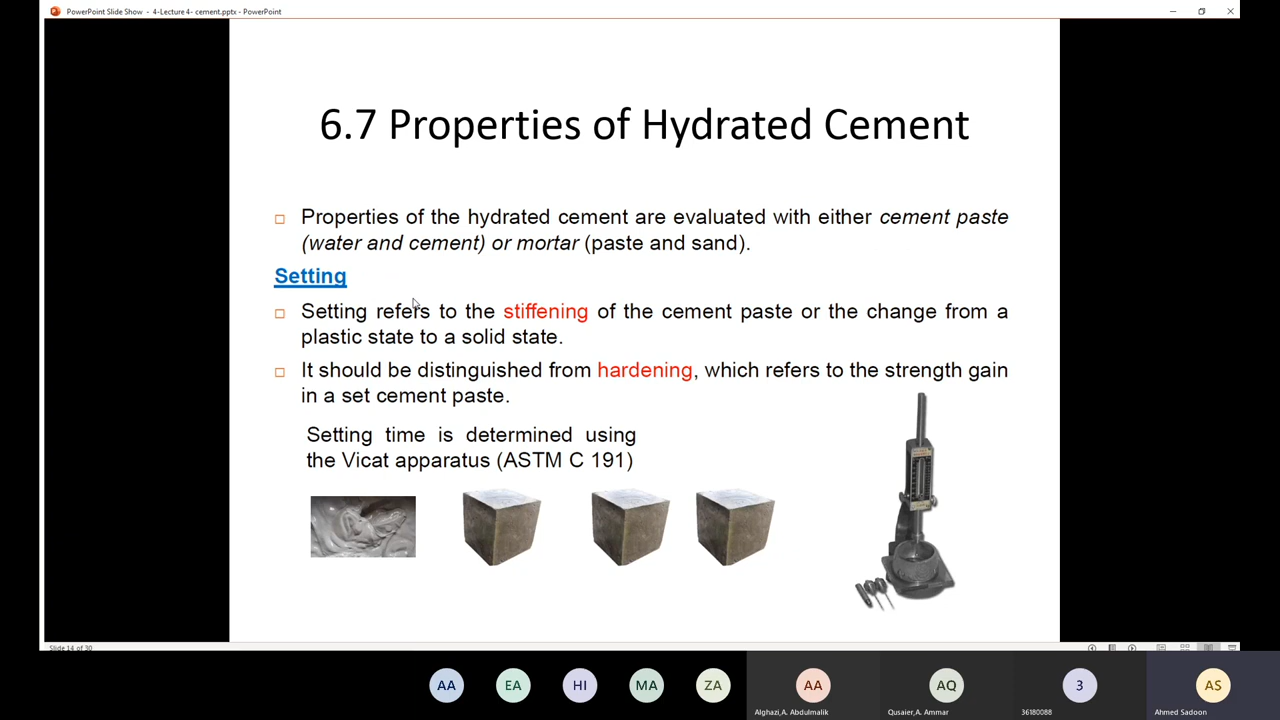 PowerPoint Slide Show - 4-Lecture 4- cement.pptx - PowerPoint
6.7 Properties of Hydrated Cement
Properties of the hydrated cement are evaluated with either cement paste
(water and cement) or mortar (paste and sand).
Setting
Setting refers to the stiffening of the cement paste or the change from a
plastic state to a solid state.
It should be distinguished from hardening, which refers to the strength gain
in a set cement paste.
Setting time is determined using
the Vicat apparatus (ASTM C 191)
Slide 14 of 30
AA EA HI MA ZA AA AQ 3 AS
Alghazi,A. Abdulmalik Qusaier,A. Ammar 36180088 Ahmed Sadoon